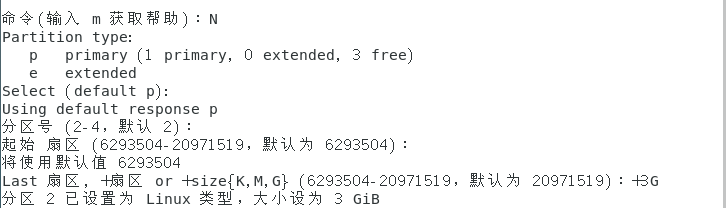 命令(输入 m 获取帮助)：N
Partition type:
   p   primary (1 primary, 0 extended, 3 free)
   e   extended
Select (default p):
Using default response p
分区号 (2-4，默认 2)：
起始 扇区 (6293504-20971519，默认为 6293504)：
将使用默认值 6293504
Last 扇区, +扇区 or +size{K,M,G} (6293504-20971519，默认为 20971519)：+3G
分区 2 已设置为 Linux 类型，大小设为 3 GiB